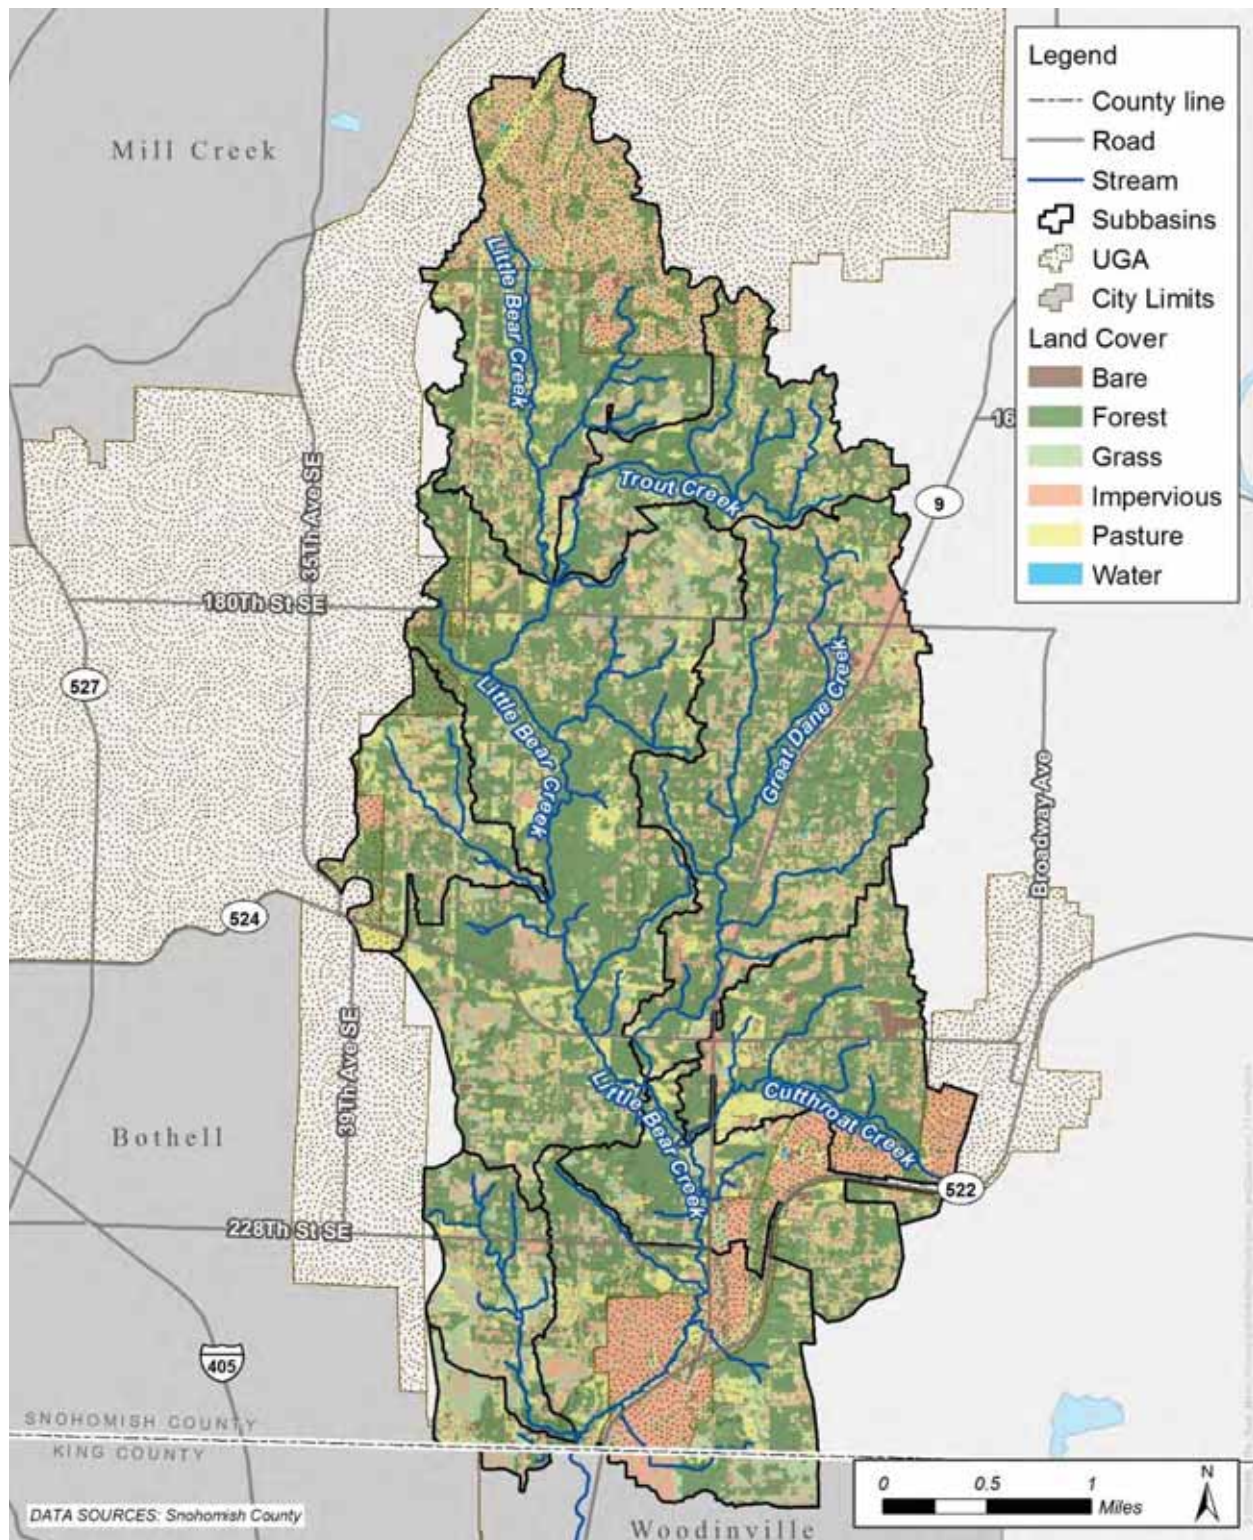 Legend
County line
Road
Stream
Subbasins
UGA
City Limits
Land Cover
Bare
Forest
Grass
Impervious
Pasture
Water
Mill Creek
Little Bear Creek
Trout Creek
16
9
35Th Ave SE
180Th St SE
527
Little Bear Creek
Great Dane Creek
Broadway Ave
524
39Th Ave SE
Little Bear Creek
Cutthroat Creek
Bothell
522
228Th St SE
405
SNOHOMISH COUNTY
KING COUNTY
0 0.5 1
Miles
N
DATA SOURCES: Snohomish County
Woodinville